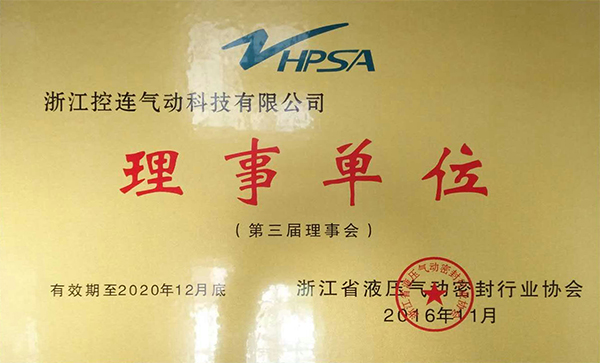 HPSA
浙江控连气动科技有限公司
理事单位
(第三届理事会)
有效期至2020年12月底
浙江省液压气动密封行业协会
2016年11月